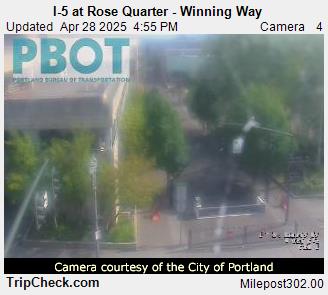 I-5 at Rose Quarter - Winning Way
Updated Apr 28 2025 4:55 PM Camera 4
PBOT
PORTLAND BUREAU OF TRANSPORTATION
Camera courtesy of the City of Portland
TripCheck.com Milepost302.00